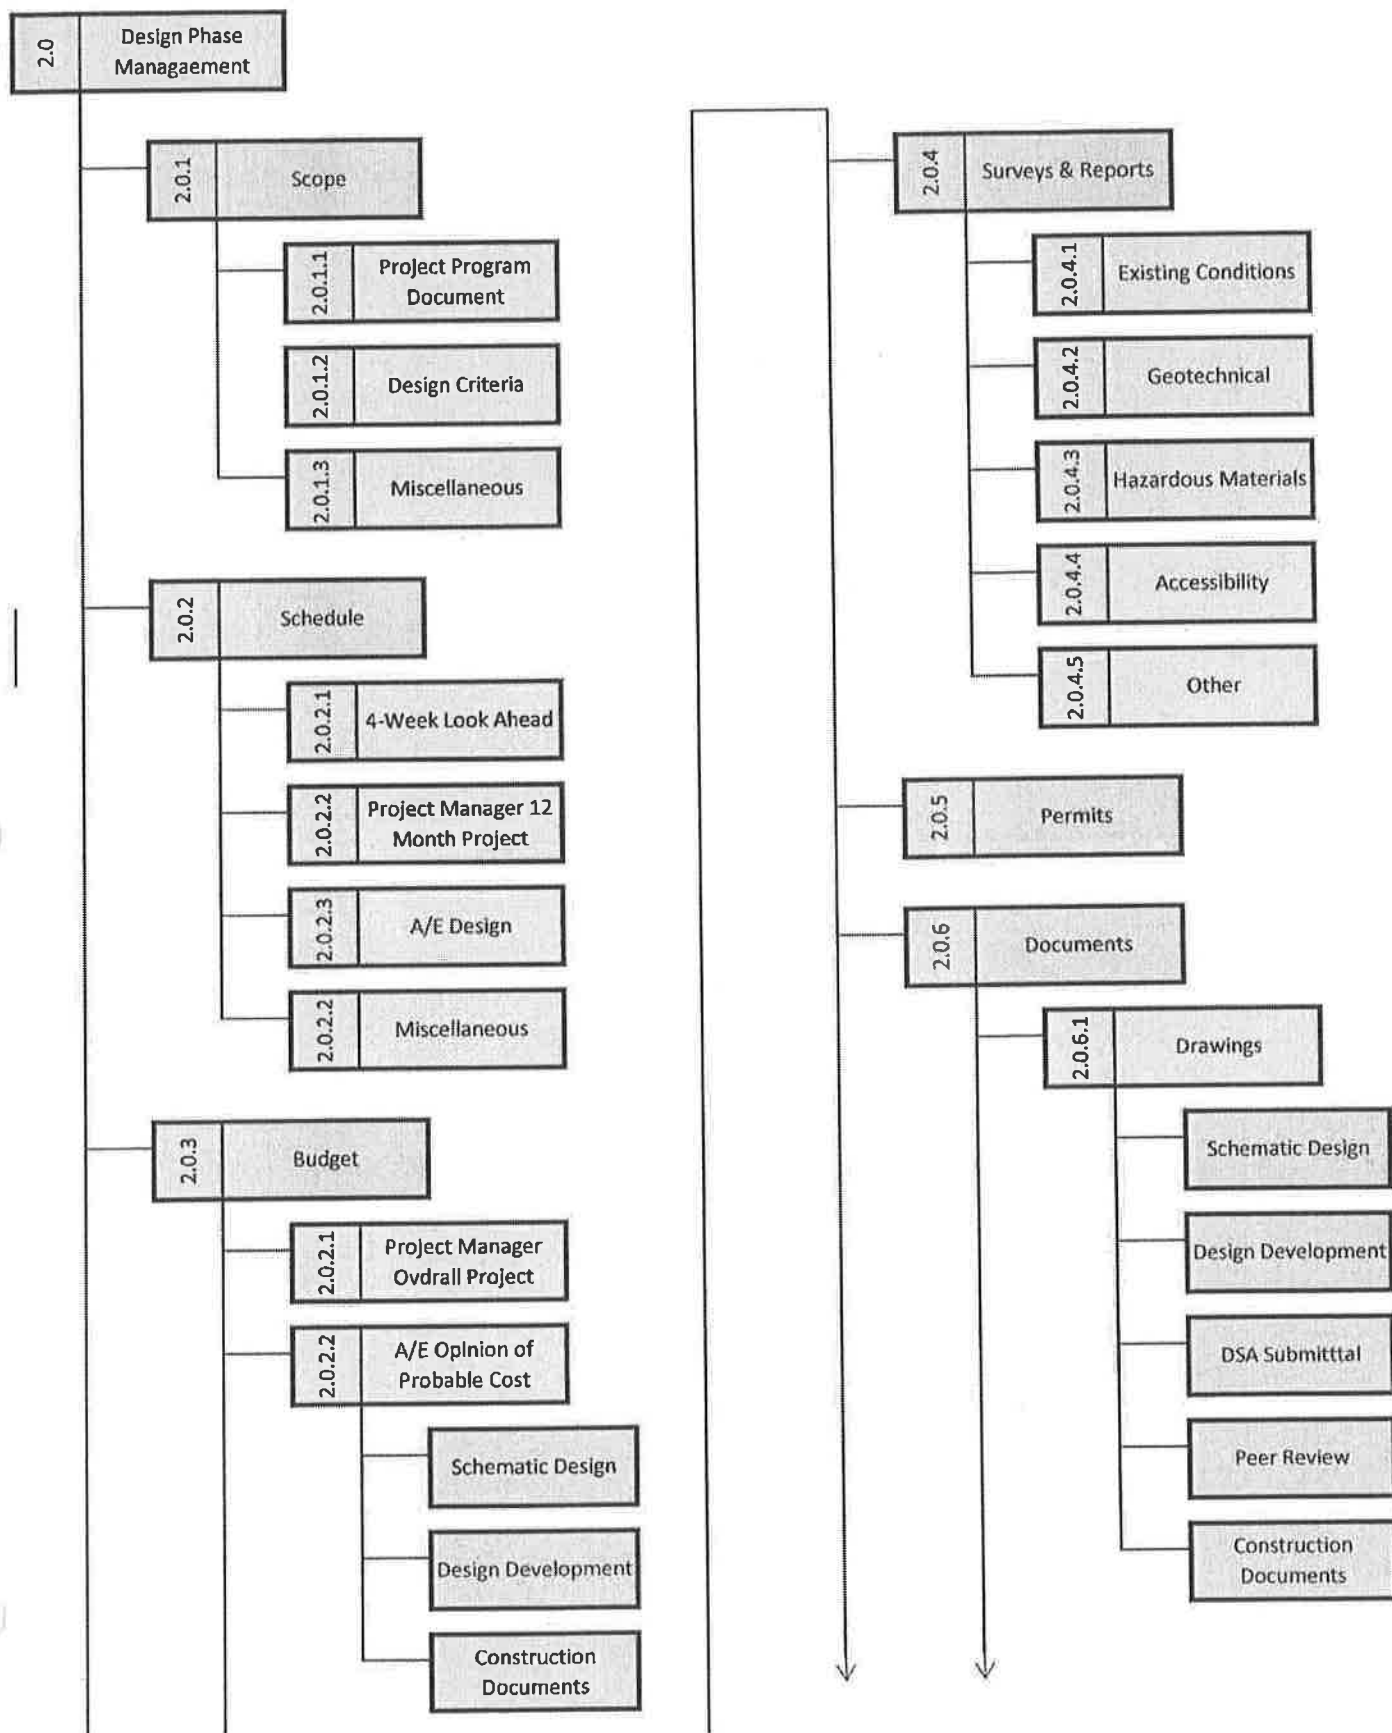 2.0
Design Phase
Managaement
2.0.1
Scope
2.0.1.1
Project Program
Document
2.0.1.2
Design Criteria
2.0.1.3
Miscellaneous
2.0.2
Schedule
2.0.2.1
4-Week Look Ahead
2.0.2.2
Project Manager 12
Month Project
2.0.2.3
A/E Design
2.0.2.2
Miscellaneous
2.0.3
Budget
2.0.2.1
Project Manager
Ovdrall Project
2.0.2.2
A/E Opinion of
Probable Cost
Schematic Design
Design Development
Construction
Documents
2.0.4
Surveys & Reports
2.0.4.1
Existing Conditions
2.0.4.2
Geotechnical
2.0.4.3
Hazardous Materials
2.0.4.4
Accessibility
2.0.4.5
Other
2.0.5
Permits
2.0.6
Documents
2.0.6.1
Drawings
Schematic Design
Design Development
DSA Submitttal
Peer Review
Construction
Documents